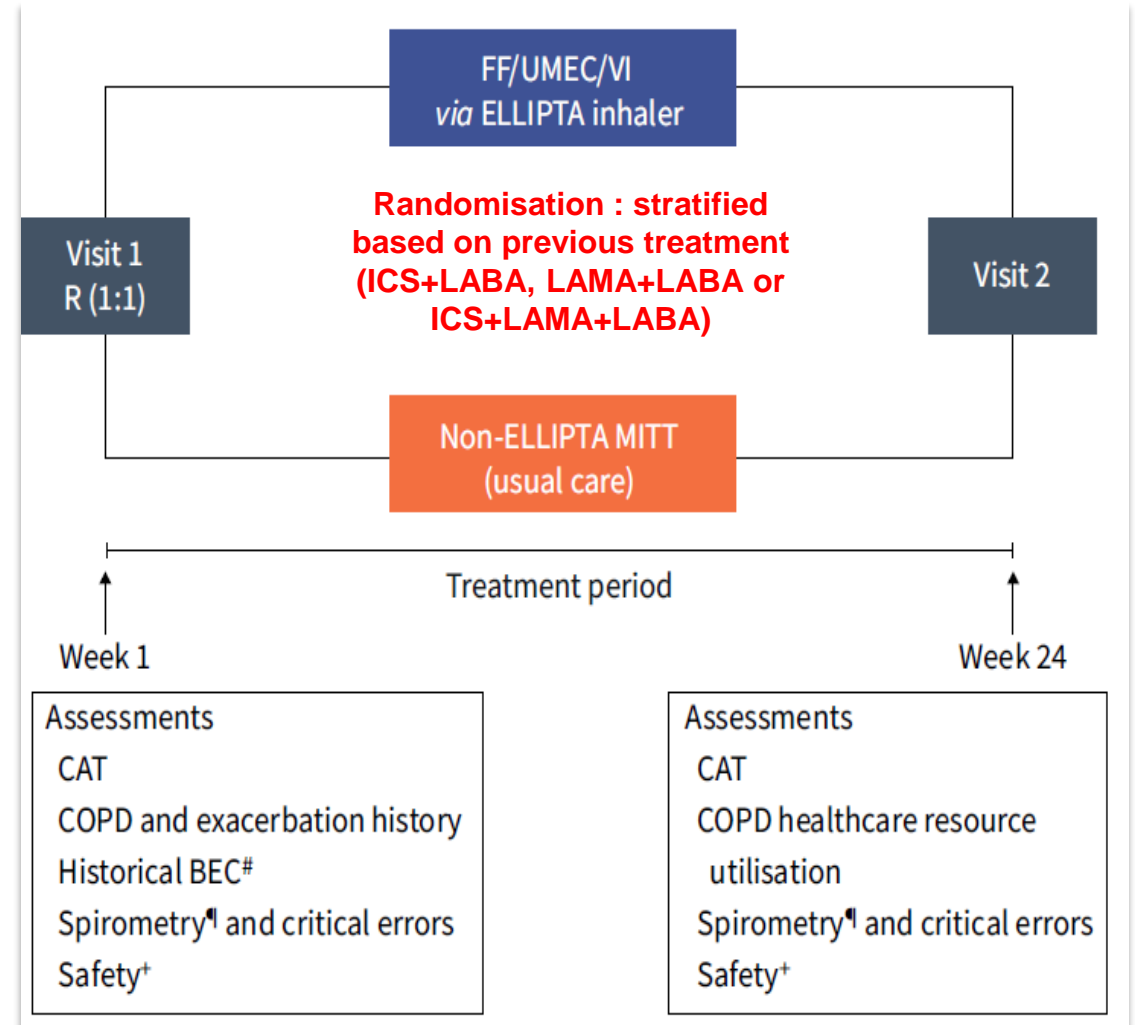 FF/UMEC/VI
via ELLIPTA inhaler
Randomisation : stratified
based on previous treatment
(ICS+LABA, LAMA+LABA or
ICS+LAMA+LABA)
Visit 1
R (1:1)
Visit 2
Non-ELLIPTA MITT
(usual care)
Treatment period
Week 1
Week 24
Assessments
CAT
COPD and exacerbation history
Historical BEC#
Spirometry¶ and critical errors
Safety+
Assessments
CAT
COPD healthcare resource
utilisation
Spirometry¶ and critical errors
Safety+